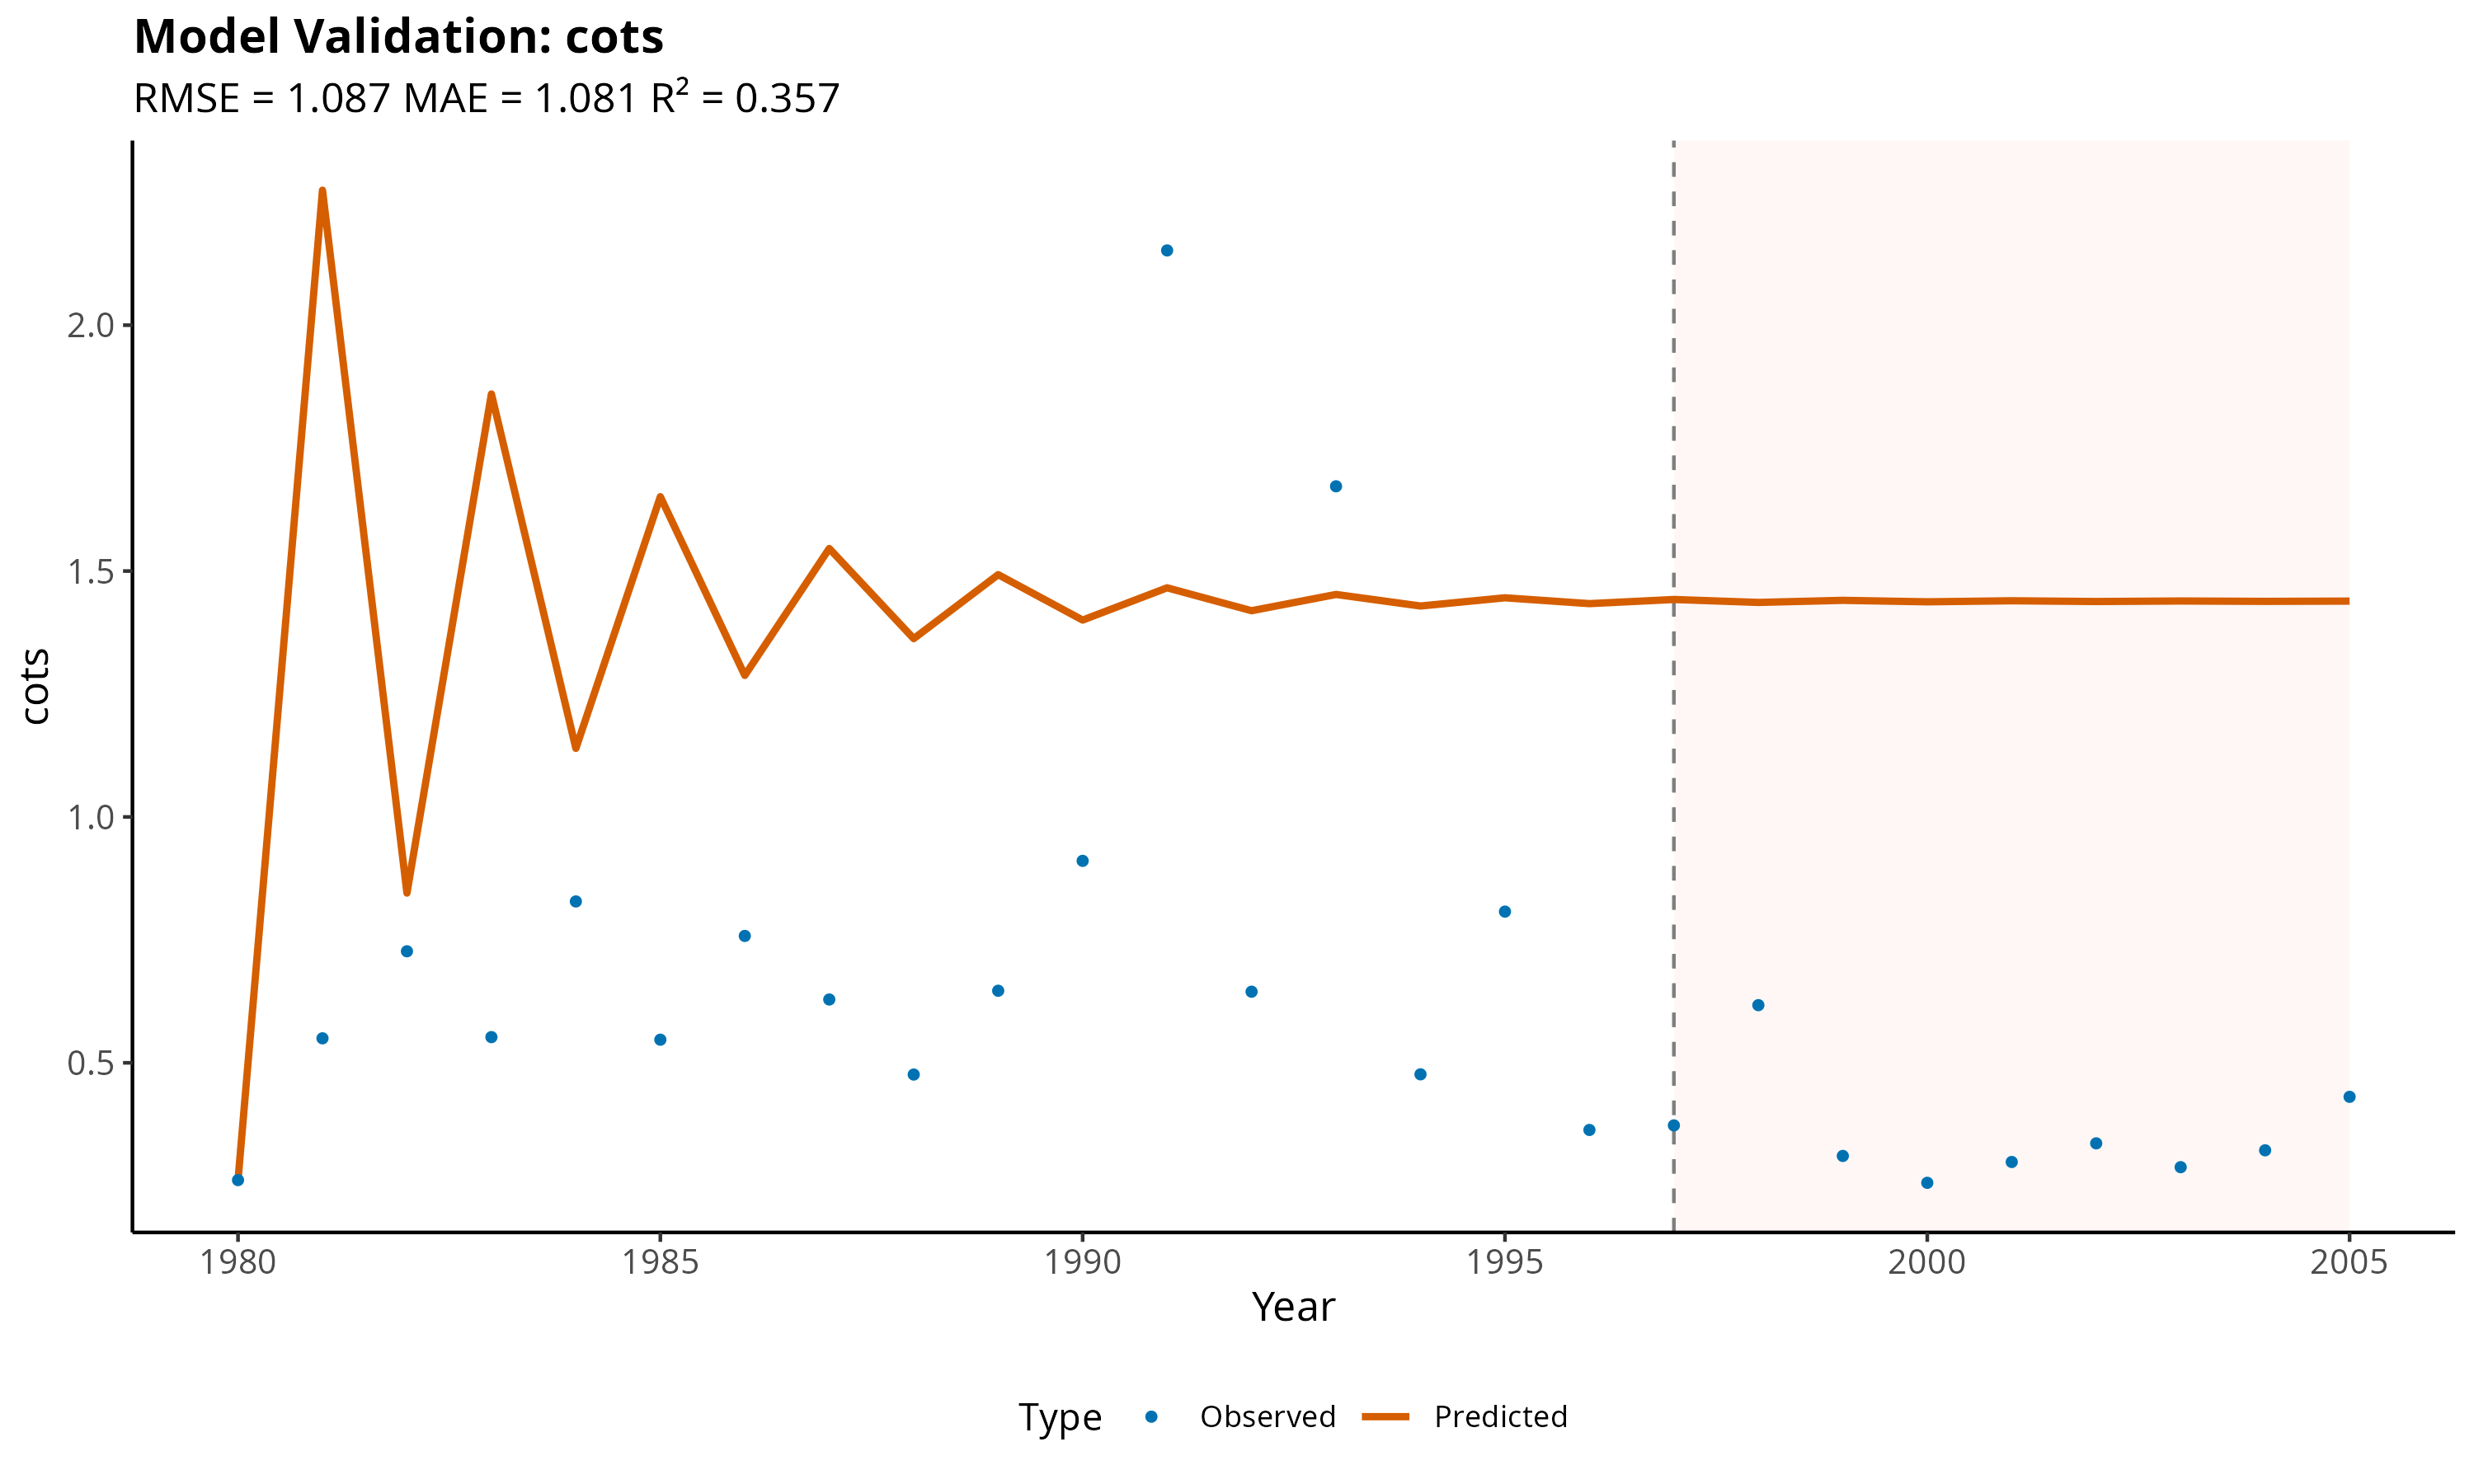 Model Validation: cots
RMSE = 1.087 MAE = 1.081 R² = 0.357
cots
2.0
1.5
1.0
0.5
1980 1985 1990 1995 2000 2005
Year
Type Observed Predicted